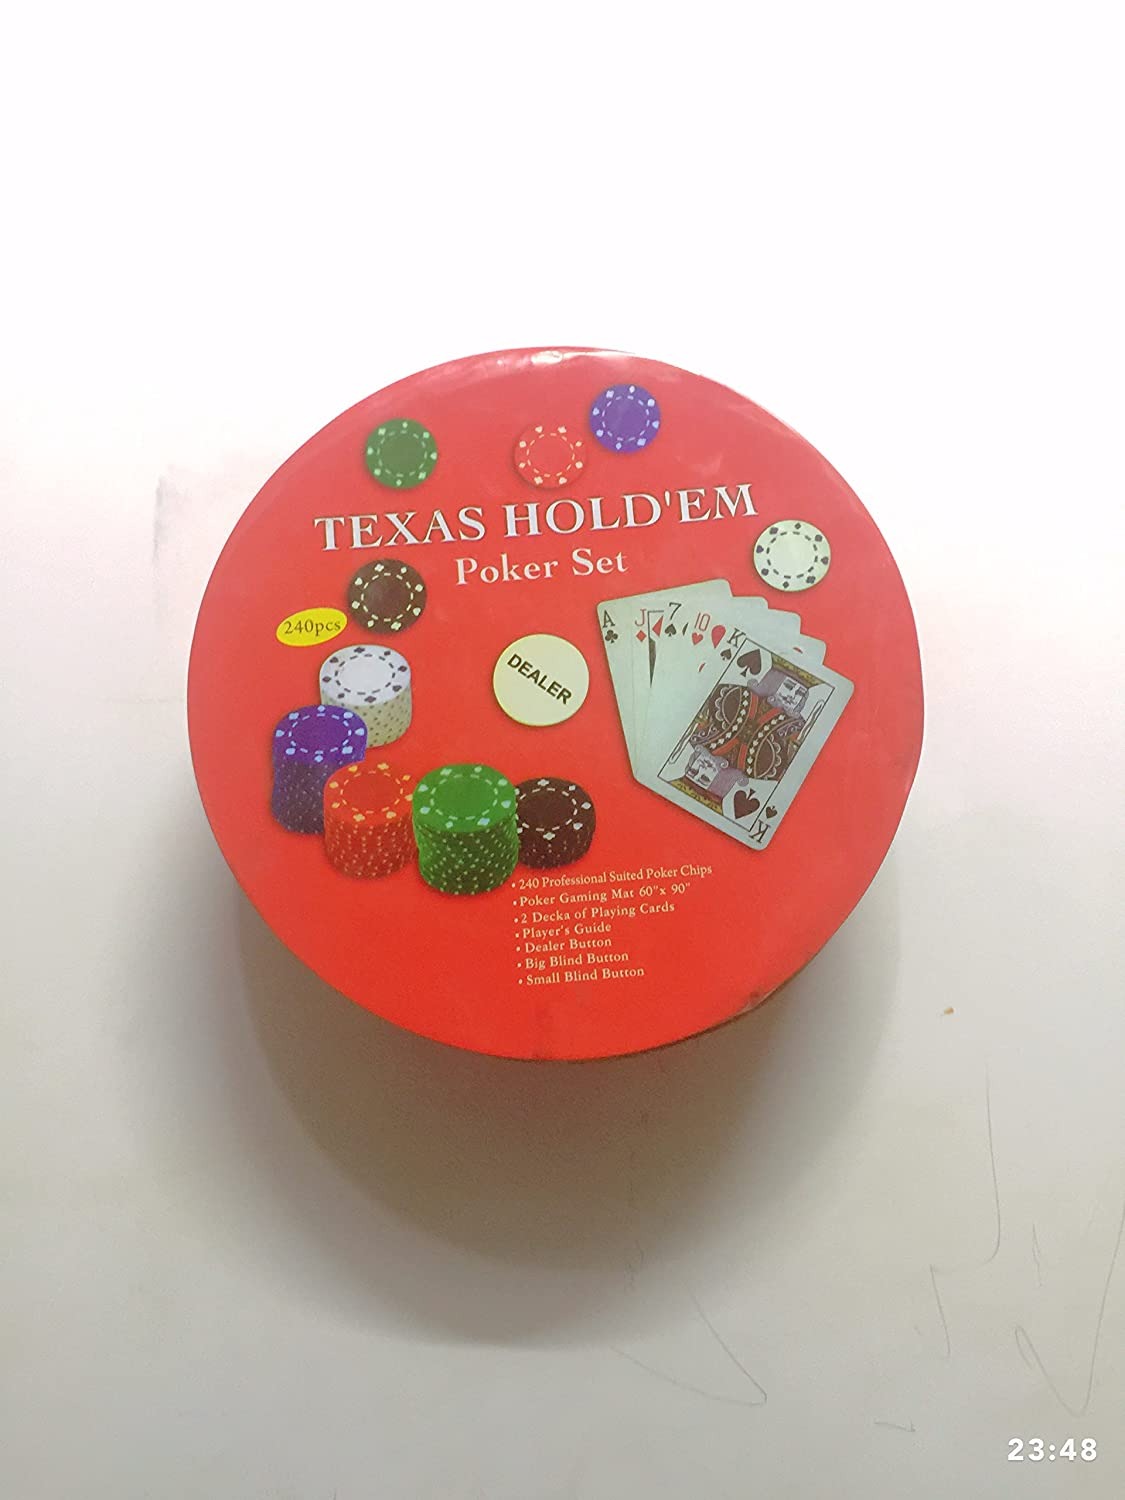 TEXAS HOLD'EM
Poker Set
240pcs
DEALER
A
J
7
10
K
K
• 240 Professional Suited Poker Chips
• Poker Gaming Mat 60"x 90"
• 2 Decka of Playing Cards
• Player's Guide
• Dealer Button
• Big Blind Button
• Small Blind Button
23:48